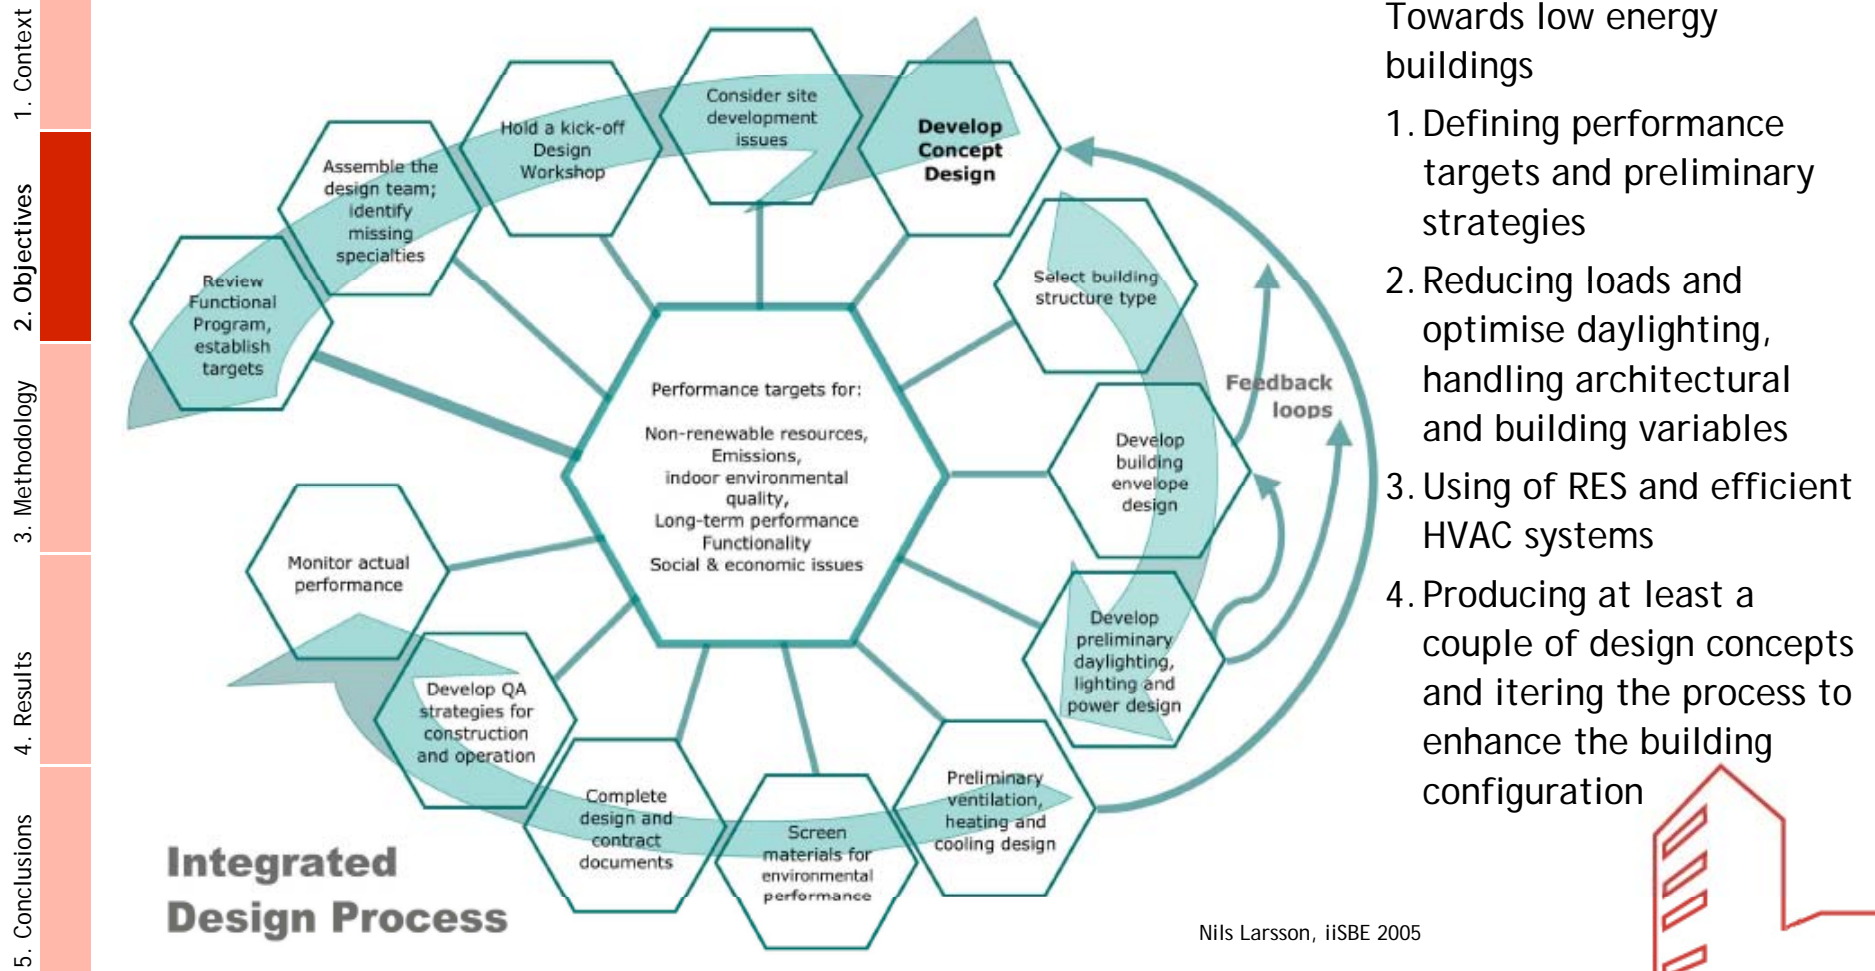 1. Context
2. Objectives
3. Methodology
4. Results
5. Conclusions
Review
Functional
Program,
establish
targets
Assemble the
design team;
identify
missing
specialties
Hold a kick-off
Design
Workshop
Consider site
development
issues
Develop
Concept
Design
Select building
structure type
Develop
building
envelope
design
Develop
preliminary
daylighting,
lighting and
power design
Preliminary
ventilation,
heating and
cooling design
Screen
materials for
environmental
performance
Complete
design and
contract
documents
Develop QA
strategies for
construction
and operation
Monitor actual
performance
Performance targets for:
Non-renewable resources,
Emissions,
indoor environmental
quality,
Long-term performance
Functionality
Social & economic issues
Feedback
loops
Integrated
Design Process
Nils Larsson, iiSBE 2005
Towards low energy
buildings
1. Defining performance
targets and preliminary
strategies
2. Reducing loads and
optimise daylighting,
handling architectural
and building variables
3. Using of RES and efficient
HVAC systems
4. Producing at least a
couple of design concepts
and itering the process to
enhance the building
configuration